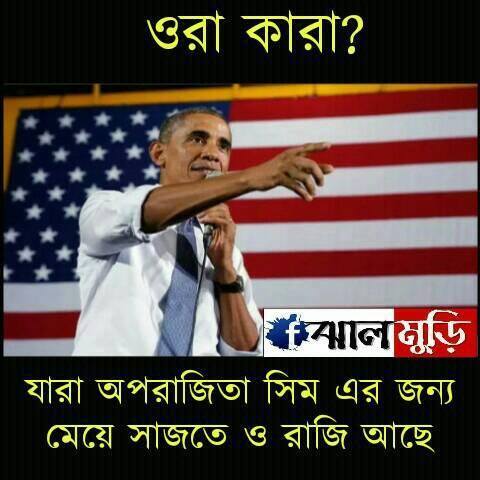 ওরা কারা?
f ঝালমুড়ি
যারা অপরাজিতা সিম এর জন্য
মেয়ে সাজতে ও রাজি আছে